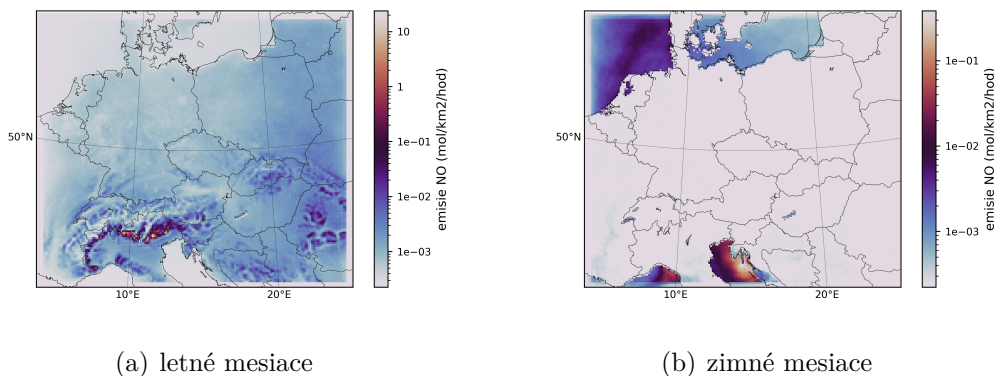 50°N
10°E
20°E
10
1
1e−01
1e−02
1e−03
emisie NO (mol/km2/hod)
50°N
10°E
20°E
1e−01
1e−02
1e−03
emisie NO (mol/km2/hod)
(a) letné mesiace
(b) zimné mesiace